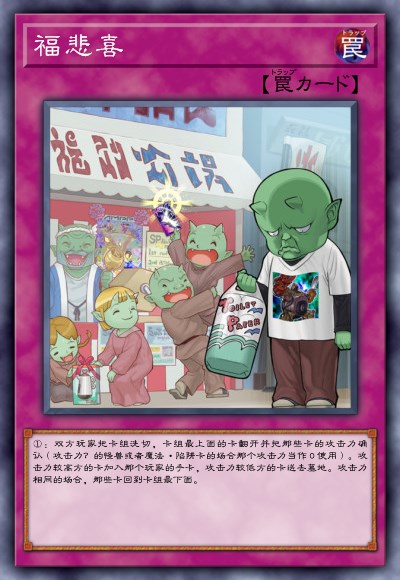 福悲喜
トラップ
罠
【罠カード】
トラップ
TOILET
PAPER
①：双方玩家把卡组洗切，卡组最上面的卡翻开并把那些卡的攻击力确
认（攻击力？的怪兽或者魔法·陷阱卡的场合那个攻击力当作０使用）。攻
击力较高方的卡加入那个玩家的手卡，攻击力较低方的卡送去墓地。攻击力
相同的场合，那些卡回到卡组最下面。